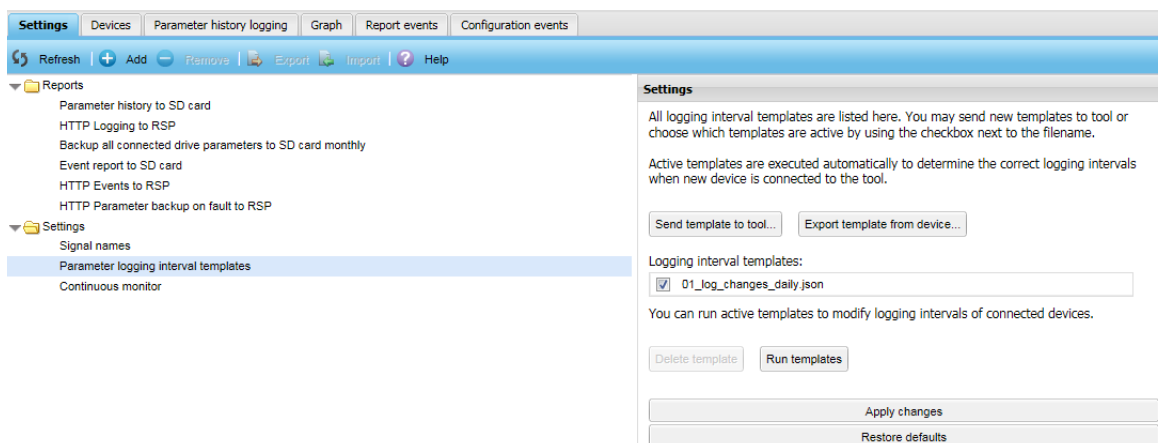 Settings Devices Parameter history logging Graph Report events Configuration events
Refresh Add Remove Export Import Help
Reports
Parameter history to SD card
HTTP Logging to RSP
Backup all connected drive parameters to SD card monthly
Event report to SD card
HTTP Events to RSP
HTTP Parameter backup on fault to RSP
Settings
Signal names
Parameter logging interval templates
Continuous monitor
Settings
All logging interval templates are listed here. You may send new templates to tool or
choose which templates are active by using the checkbox next to the filename.
Active templates are executed automatically to determine the correct logging intervals
when new device is connected to the tool.
Send template to tool... Export template from device...
Logging interval templates:
01_log_changes_daily.json
You can run active templates to modify logging intervals of connected devices.
Delete template Run templates
Apply changes
Restore defaults